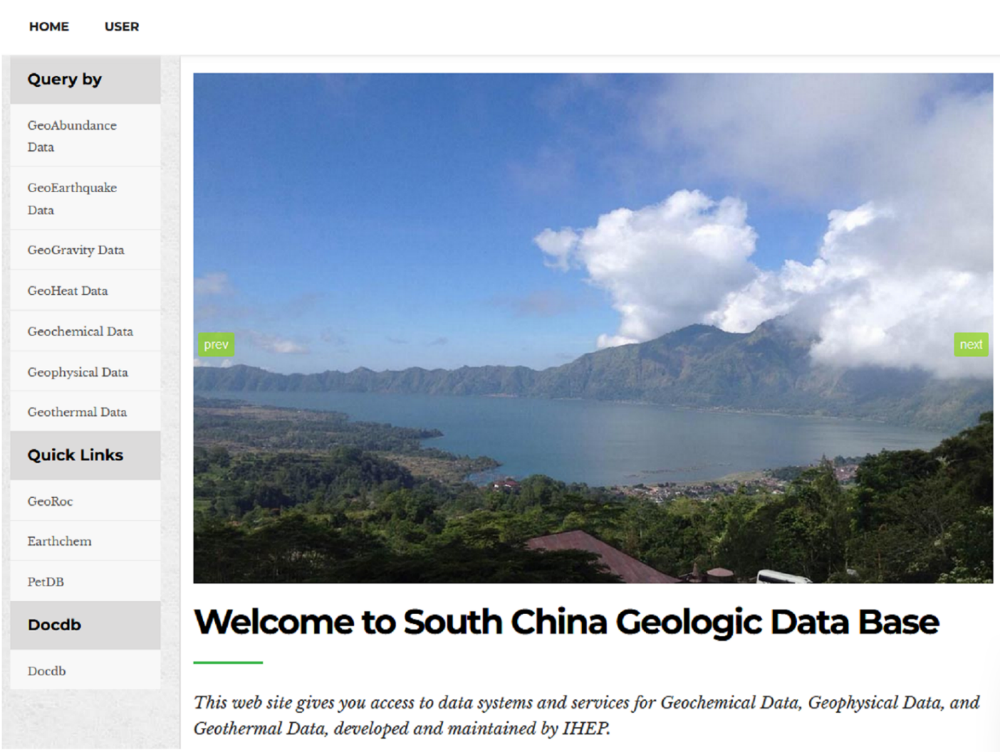 HOME USER
Query by
GeoAbundance
Data
GeoEarthquake
Data
GeoGravity Data
GeoHeat Data
Geochemical Data
Geophysical Data
Geothermal Data
Quick Links
GeoRoc
Earthchem
PetDB
Docdb
Docdb
prev
next
Welcome to South China Geologic Data Base
This web site gives you access to data systems and services for Geochemical Data, Geophysical Data, and
Geothermal Data, developed and maintained by IHEP.